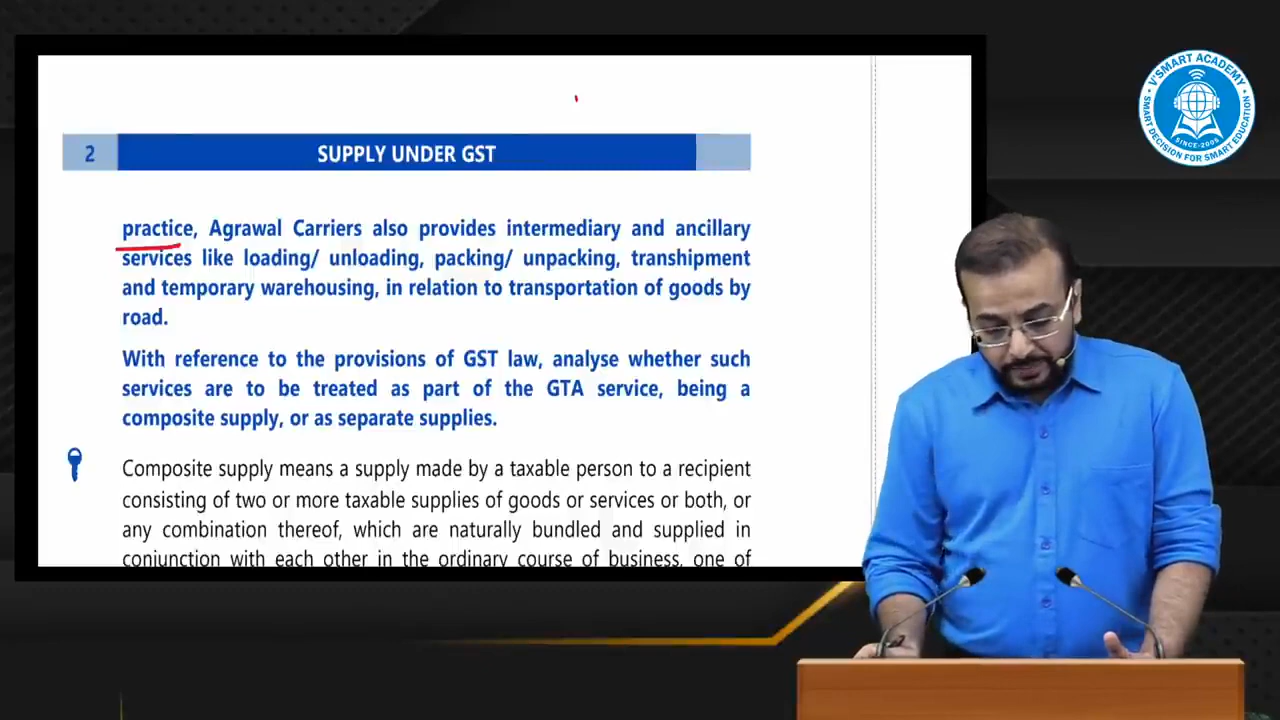 2
SUPPLY UNDER GST
practice, Agrawal Carriers also provides intermediary and ancillary
services like loading/ unloading, packing/ unpacking, transhipment
and temporary warehousing, in relation to transportation of goods by
road.
With reference to the provisions of GST law, analyse whether such
services are to be treated as part of the GTA service, being a
composite supply, or as separate supplies.
Composite supply means a supply made by a taxable person to a recipient
consisting of two or more taxable supplies of goods or services or both, or
any combination thereof, which are naturally bundled and supplied in
conjunction with each other in the ordinary course of business, one of
V'SMART ACADEMY
SMART DECISION FOR SMART EDUCATION
SINCE-2005